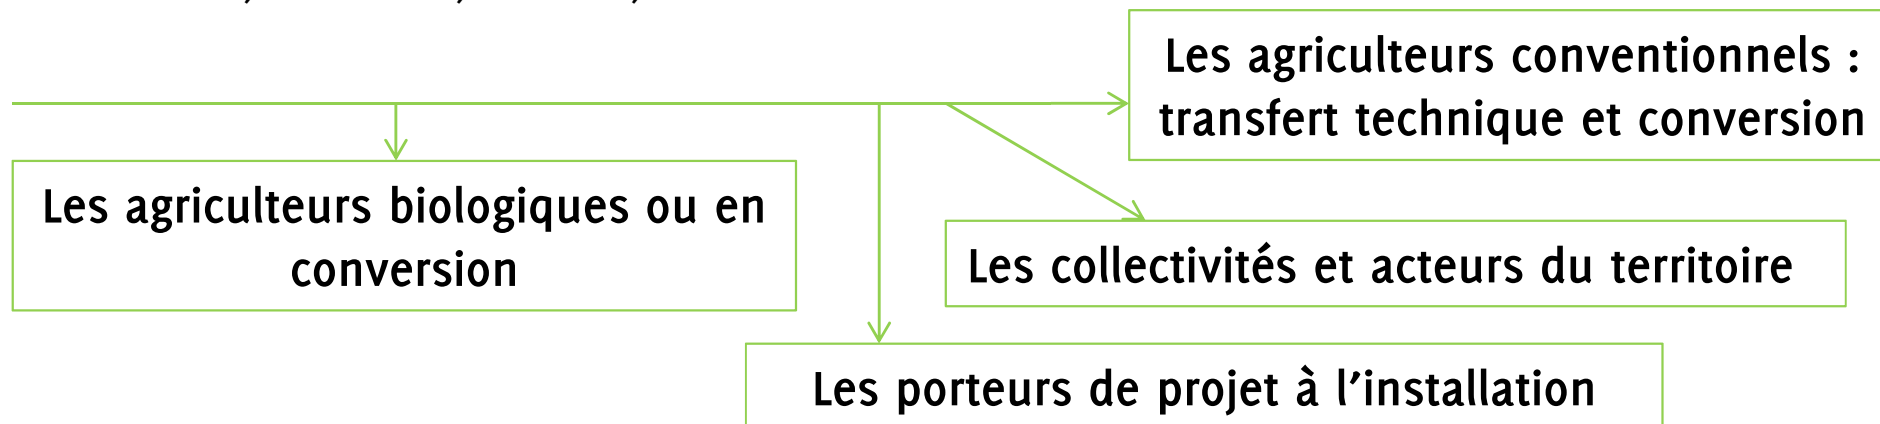 Les agriculteurs conventionnels :
transfert technique et conversion
Les agriculteurs biologiques ou en
conversion
Les collectivités et acteurs du territoire
Les porteurs de projet à l’installation